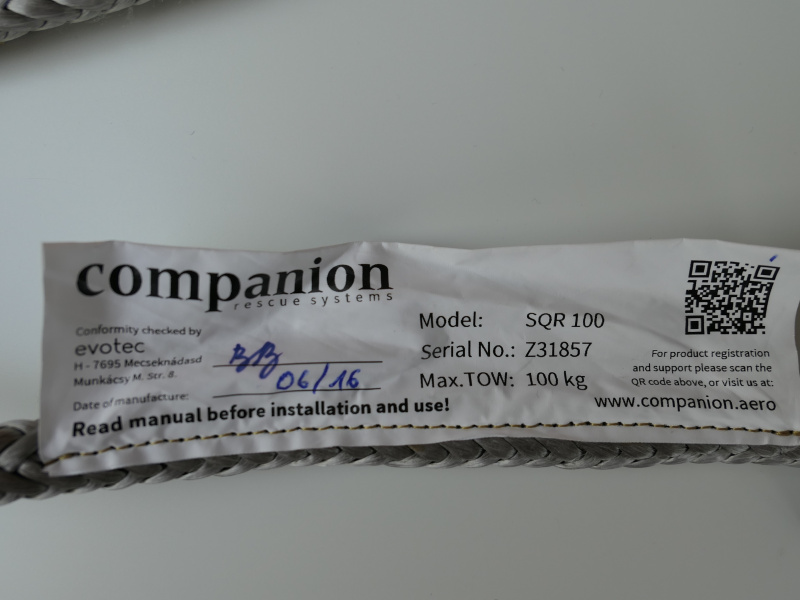 companion
rescue systems
Conformity checked by
evotec
H - 7695 Mecseknádasd
Munkácsy M. Str. 8.
BB
Date of manufacture: 06/16
Read manual before installation and use!
Model: SQR 100
Serial No.: Z31857
Max.TOW: 100 kg
For product registration
and support please scan the
QR code above, or visit us at:
www.companion.aero